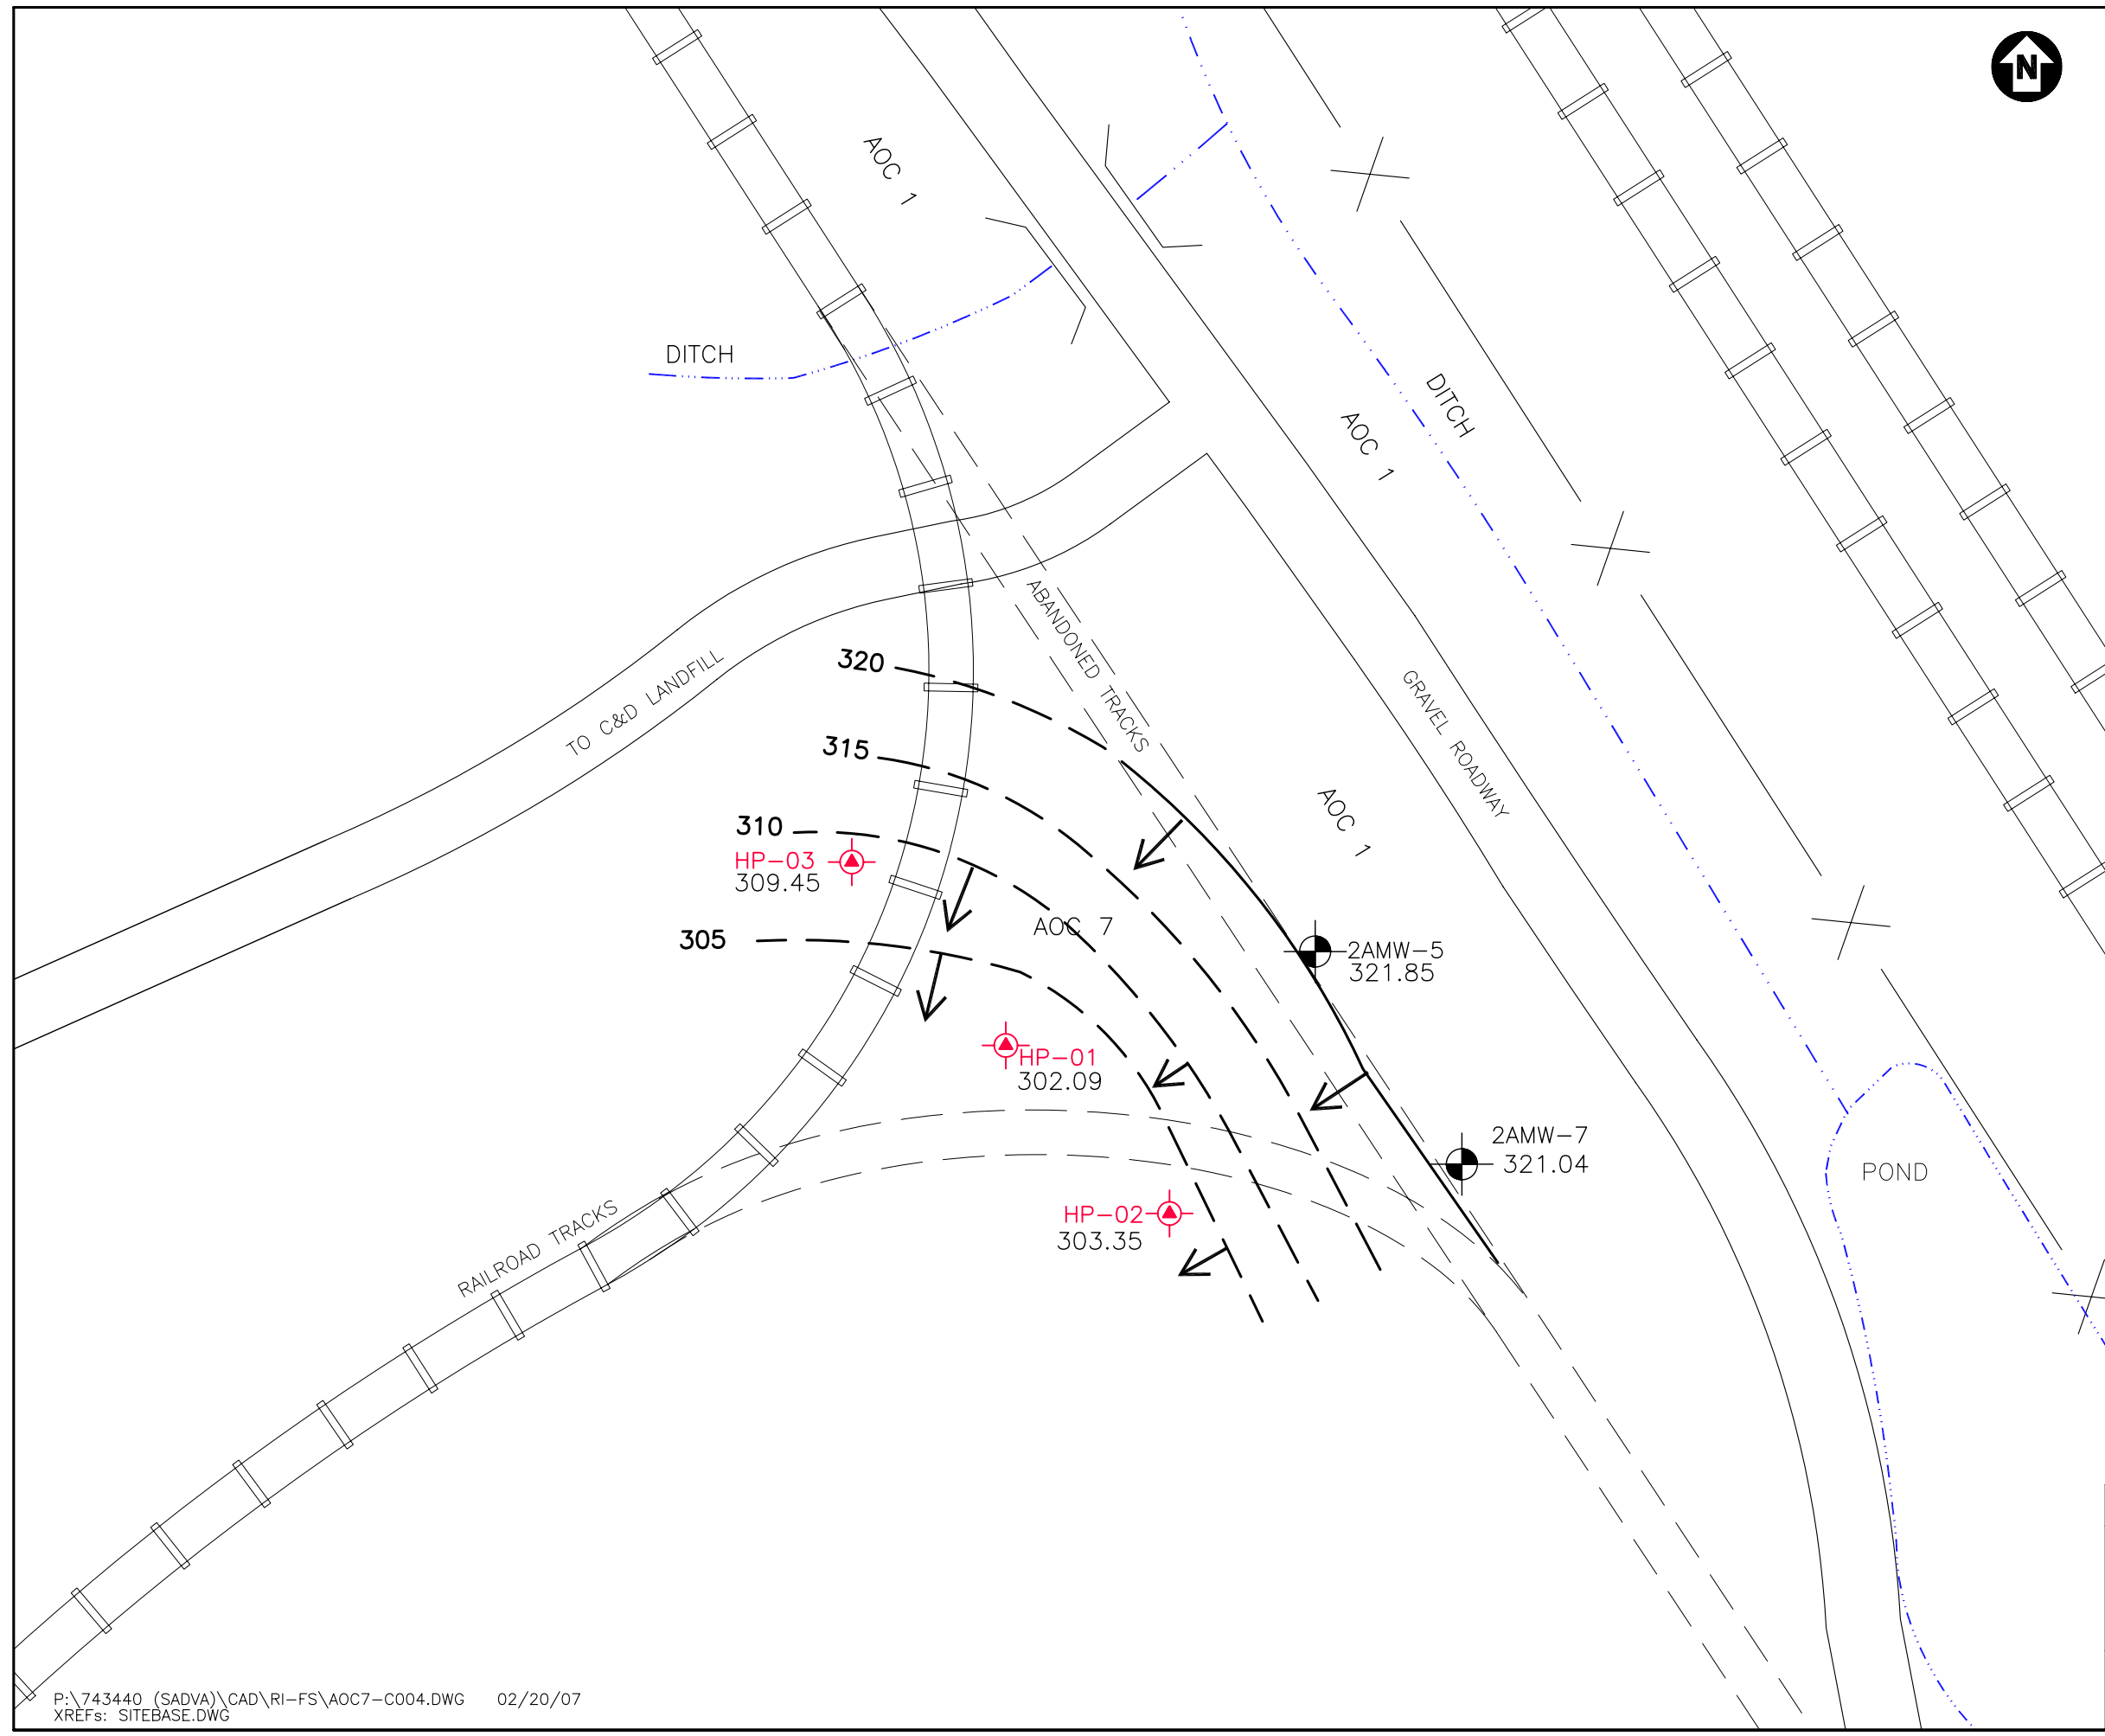 N
AOC 1
DITCH
DITCH
AOC 1
ABANDONED TRACKS
TO C&D LANDFILL
320
GRAVEL ROADWAY
315
AOC 1
310
HP-03
309.45
AOC 7
305
2AMW-5
321.85
HP-01
302.09
2AMW-7
321.04
POND
RAILROAD TRACKS
HP-02
303.35
P:\743440 (SADVA)\CAD\RI-FS\AOC7-C004.DWG 02/20/07
XREFs: SITEBASE.DWG